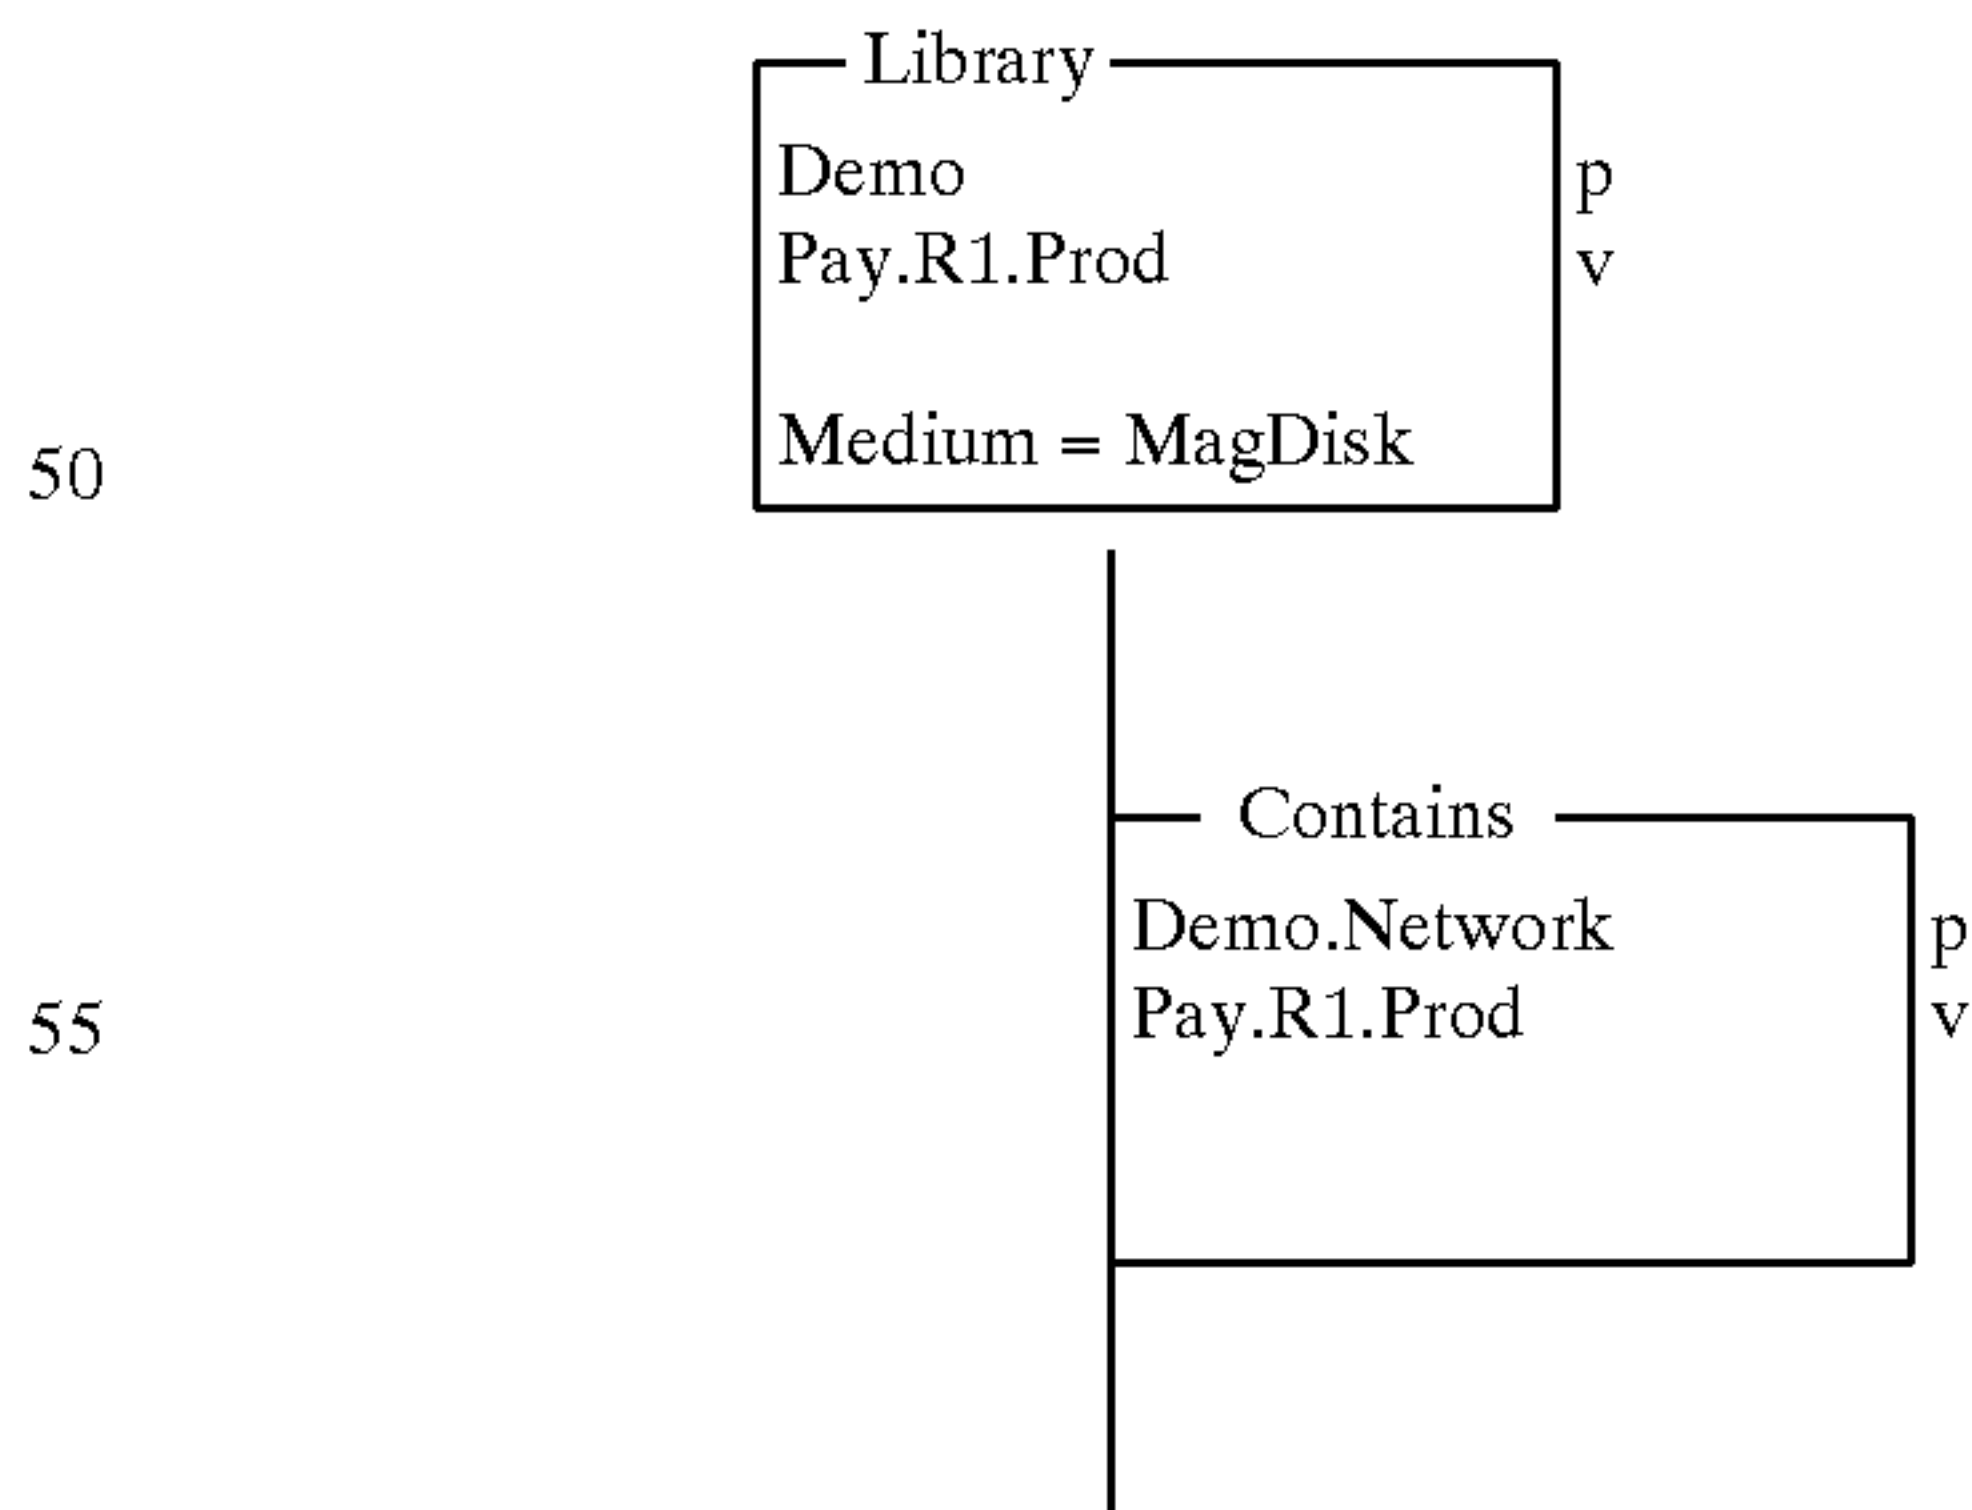 Library
Demo p
Pay.R1.Prod v
50 Medium = MagDisk
Contains
Demo.Network p
55 Pay.R1.Prod v